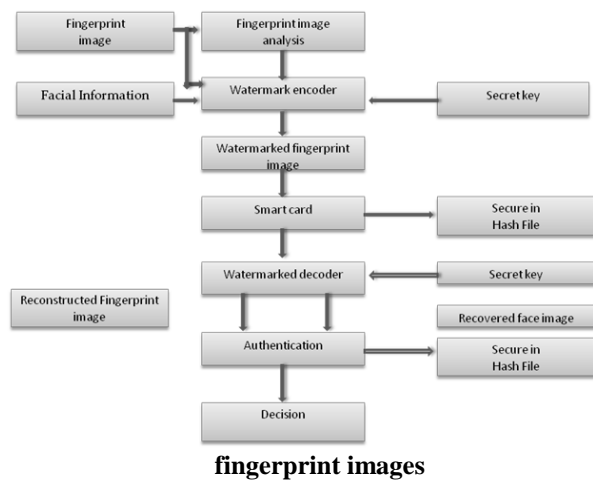 Fingerprint
image
Fingerprint image
analysis
Facial Information
Watermark encoder
Secret key
Watermarked fingerprint
image
Smart card
Secure in
Hash File
Watermarked decoder
Secret key
Reconstructed Fingerprint
image
Recovered face image
Authentication
Secure in
Hash File
Decision
fingerprint images